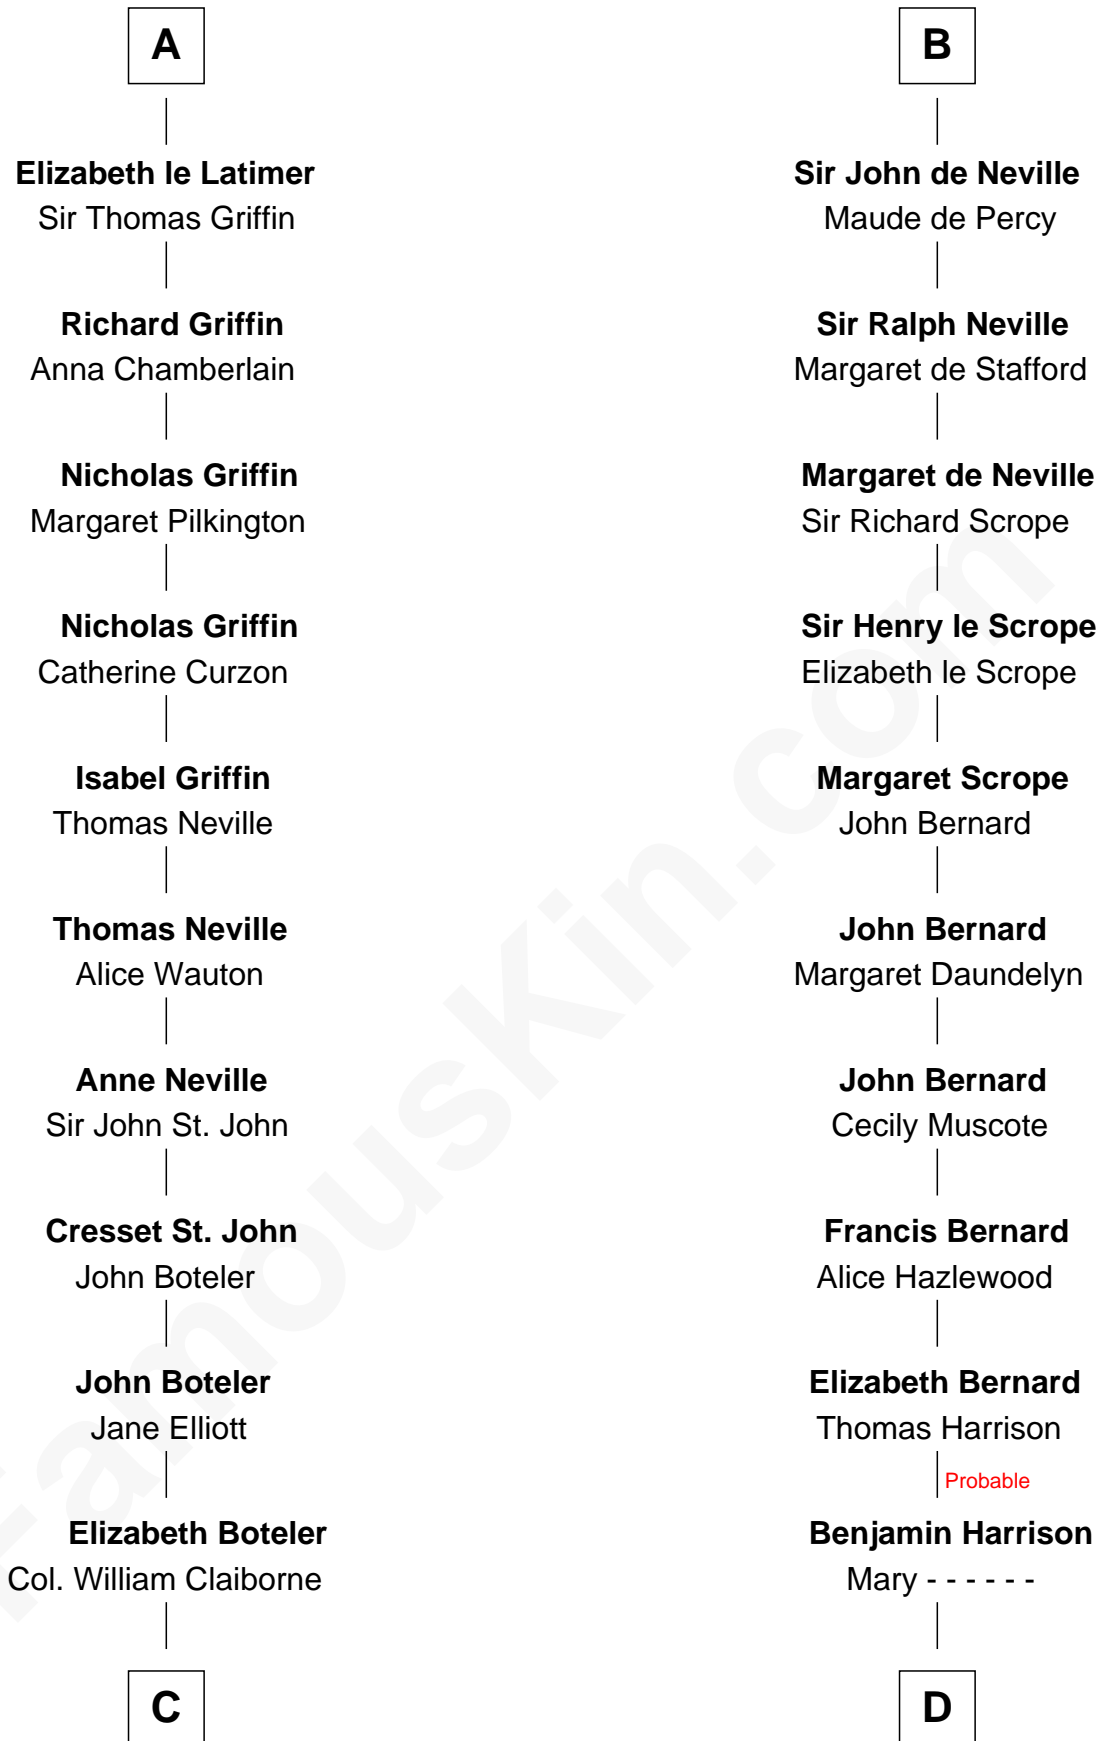 A
Elizabeth le Latimer
Sir Thomas Griffin
Richard Griffin
Anna Chamberlain
Nicholas Griffin
Margaret Pilkington
Nicholas Griffin
Catherine Curzon
Isabel Griffin
Thomas Neville
Thomas Neville
Alice Wauton
Anne Neville
Sir John St. John
Cresset St. John
John Boteler
John Boteler
Jane Elliott
Elizabeth Boteler
Col. William Claiborne
C
B
Sir John de Neville
Maude de Percy
Sir Ralph Neville
Margaret de Stafford
Margaret de Neville
Sir Richard Scrope
Sir Henry le Scrope
Elizabeth le Scrope
Margaret Scrope
John Bernard
John Bernard
Margaret Daundelyn
John Bernard
Cecily Muscote
Francis Bernard
Alice Hazlewood
Elizabeth Bernard
Thomas Harrison
Probable
Benjamin Harrison
Mary - - - - - -
D
FamousKin.com